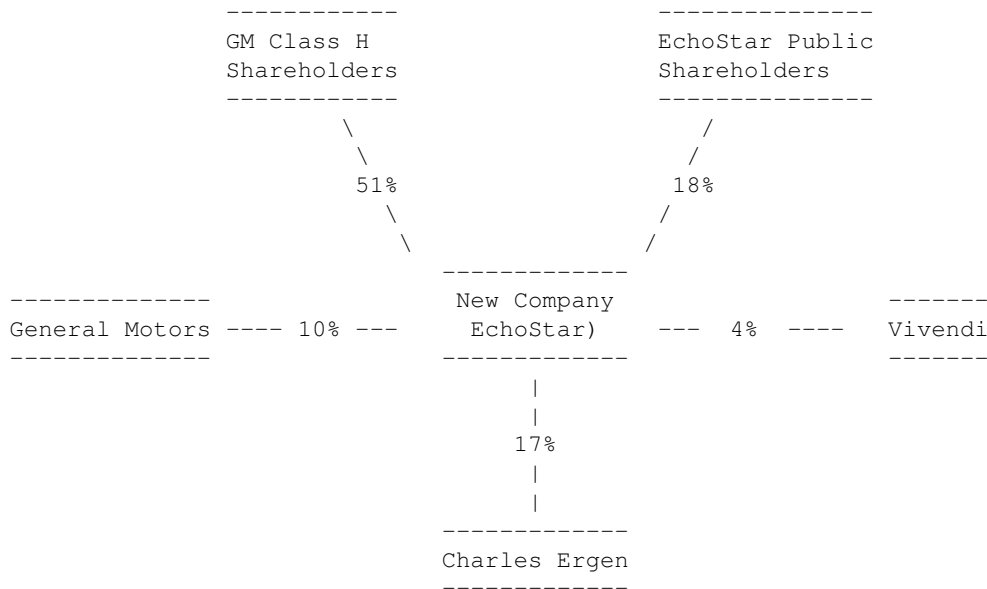 GM Class H
Shareholders
EchoStar Public
Shareholders
51%
18%
New Company
EchoStar)
General Motors ---- 10% ---
--- 4% ----
Vivendi
17%
Charles Ergen